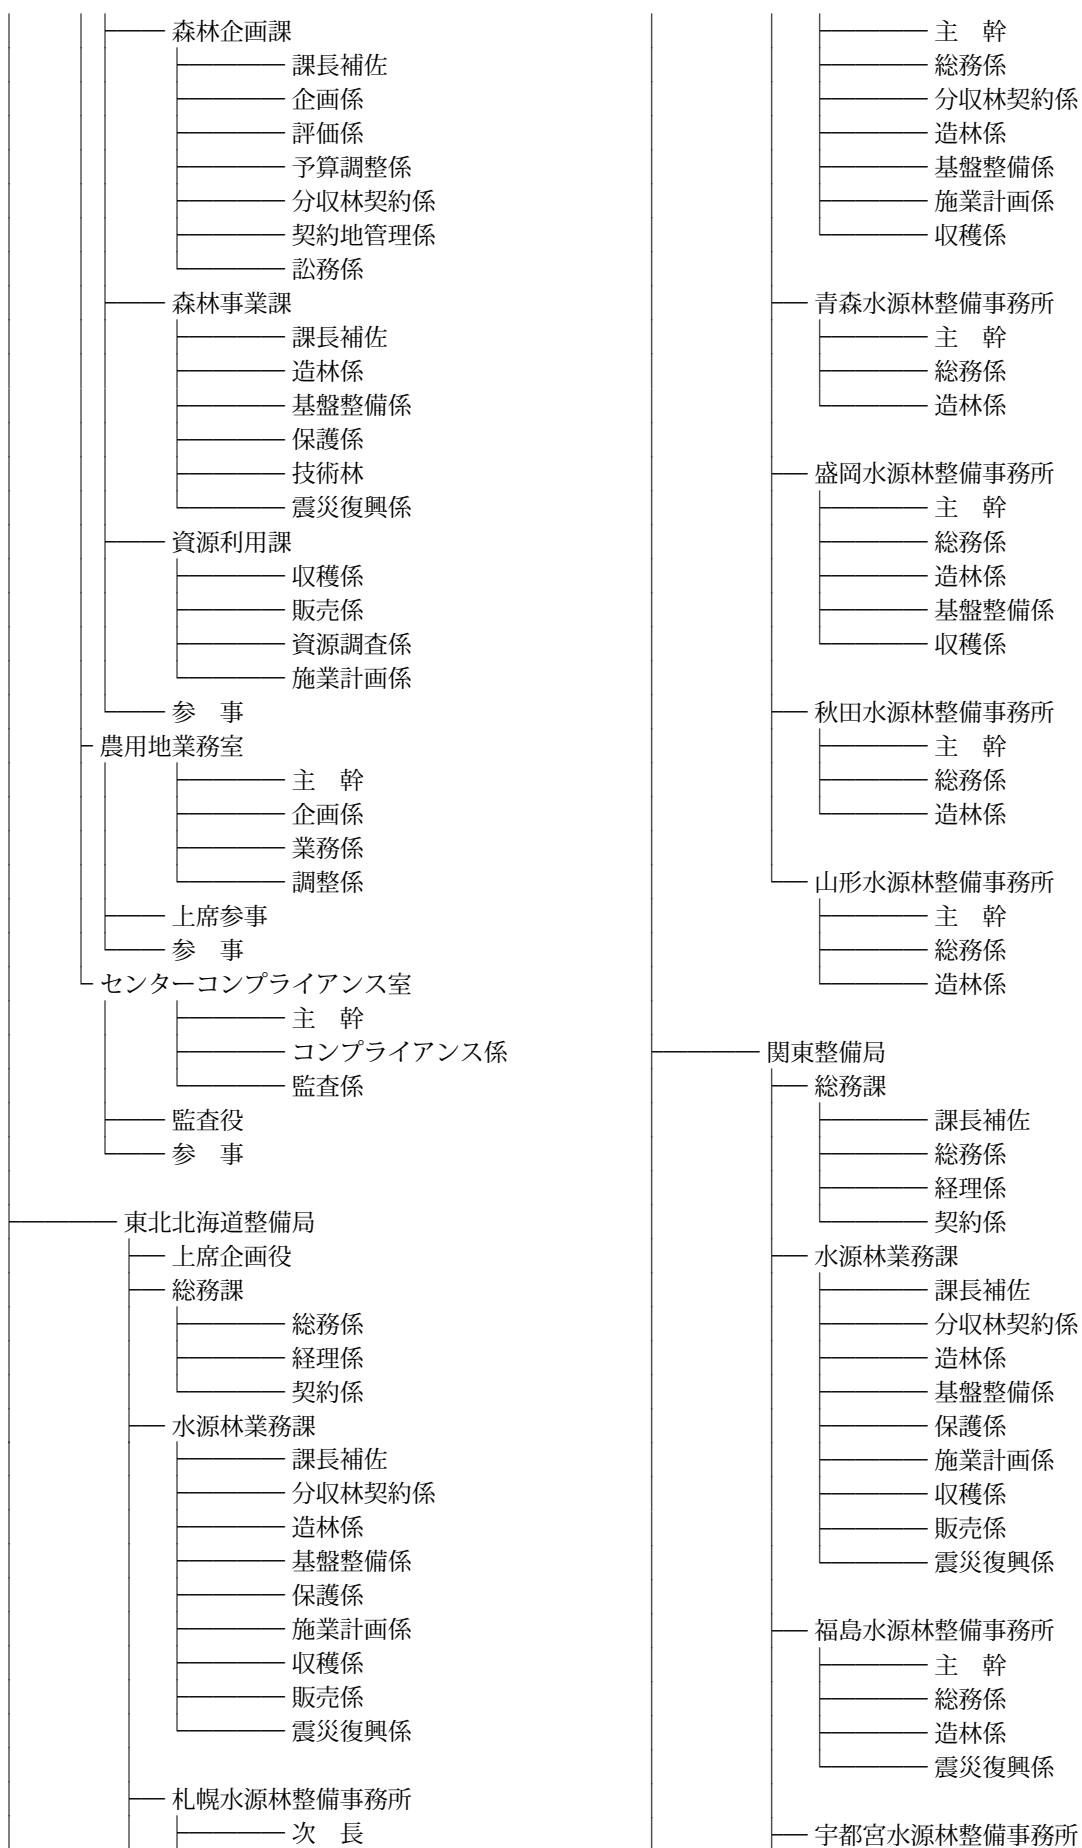 森林企画課
課長補佐
企画係
評価係
予算調整係
分収林契約係
契約地管理係
訟務係
森林事業課
課長補佐
造林係
基盤整備係
保護係
技術林
震災復興係
資源利用課
収穫係
販売係
資源調査係
施業計画係
参　事
農用地業務室
主　幹
企画係
業務係
調整係
上席参事
参　事
センターコンプライアンス室
主　幹
コンプライアンス係
監査係
監査役
参　事
東北北海道整備局
上席企画役
総務課
総務係
経理係
契約係
水源林業務課
課長補佐
分収林契約係
造林係
基盤整備係
保護係
施業計画係
収穫係
販売係
震災復興係
札幌水源林整備事務所
次　長
主　幹
総務係
分収林契約係
造林係
基盤整備係
施業計画係
収穫係
青森水源林整備事務所
主　幹
総務係
造林係
盛岡水源林整備事務所
主　幹
総務係
造林係
基盤整備係
収穫係
秋田水源林整備事務所
主　幹
総務係
造林係
山形水源林整備事務所
主　幹
総務係
造林係
関東整備局
総務課
課長補佐
総務係
経理係
契約係
水源林業務課
課長補佐
分収林契約係
造林係
基盤整備係
保護係
施業計画係
収穫係
販売係
震災復興係
福島水源林整備事務所
主　幹
総務係
造林係
震災復興係
宇都宮水源林整備事務所